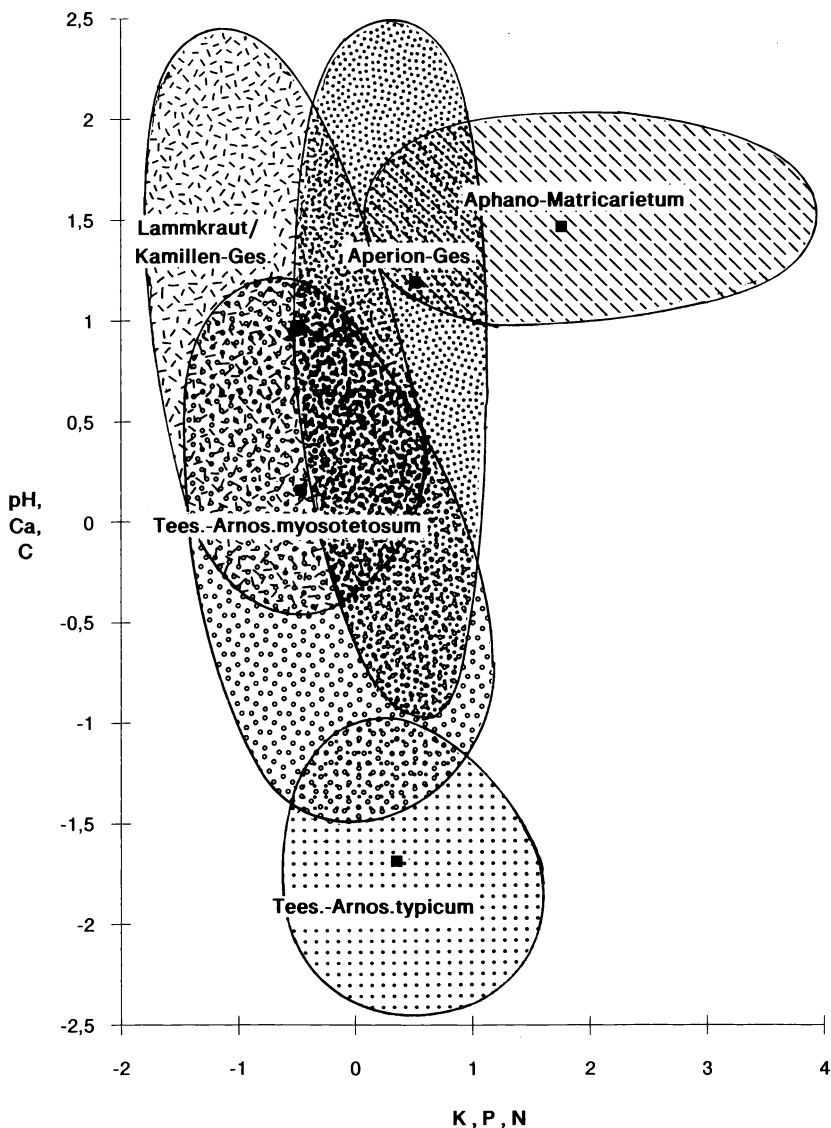 2,5
2
1,5
1
0,5
0
-0,5
-1
-1,5
-2
-2,5
pH,
Ca,
C
Aphano-Matricarietum
Lammkraut/
Kamillen-Ges.
Aperion-Ges.
Tees.-Arnos.myosotetosum
Tees.-Arnos.typicum
-2
-1
0
1
2
3
4
K , P , N